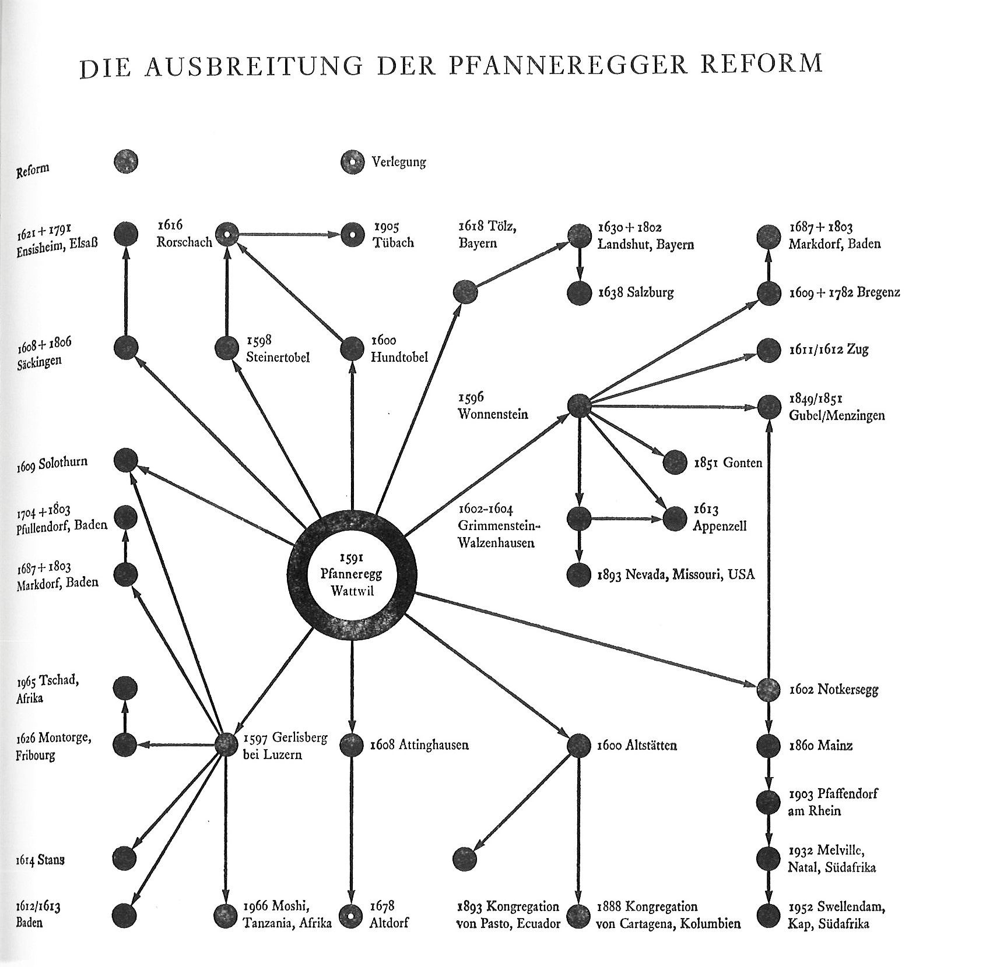 DIE AUSBREITUNG DER PFANNEREGGER REFORM
Reform
Verlegung
1621 + 1791
Ensisheim, Elsaß
1616
Rorschach
1905
Tübach
1618 Tölz,
Bayern
1630 + 1802
Landshut, Bayern
1687 + 1803
Markdorf, Baden
1638 Salzburg
1609 + 1782 Bregenz
1608 + 1806
Säckingen
1598
Steinertobel
1600
Hundtobel
1611/1612 Zug
1596
Wonnenstein
1849/1851
Gubel/Menzingen
1609 Solothurn
1851 Gonten
1704 + 1803
Pfullendorf, Baden
1602-1604
Grimmenstein-
Walzenhausen
1613
Appenzell
1687 + 1803
Markdorf, Baden
1591
Pfanneregg
Wattwil
1893 Nevada, Missouri, USA
1965 Tschad,
Afrika
1602 Notkersegg
1626 Montorge,
Fribourg
1597 Gerlisberg
bei Luzern
1608 Attinghausen
1600 Altstätten
1860 Mainz
1903 Pfaffendorf
am Rhein
1614 Stans
1932 Melville,
Natal, Südafrika
1612/1613
Baden
1966 Moshi,
Tanzania, Afrika
1678
Altdorf
1893 Kongregation
von Pasto, Ecuador
1888 Kongregation
von Cartagena, Kolumbien
1952 Swellendam,
Kap, Südafrika